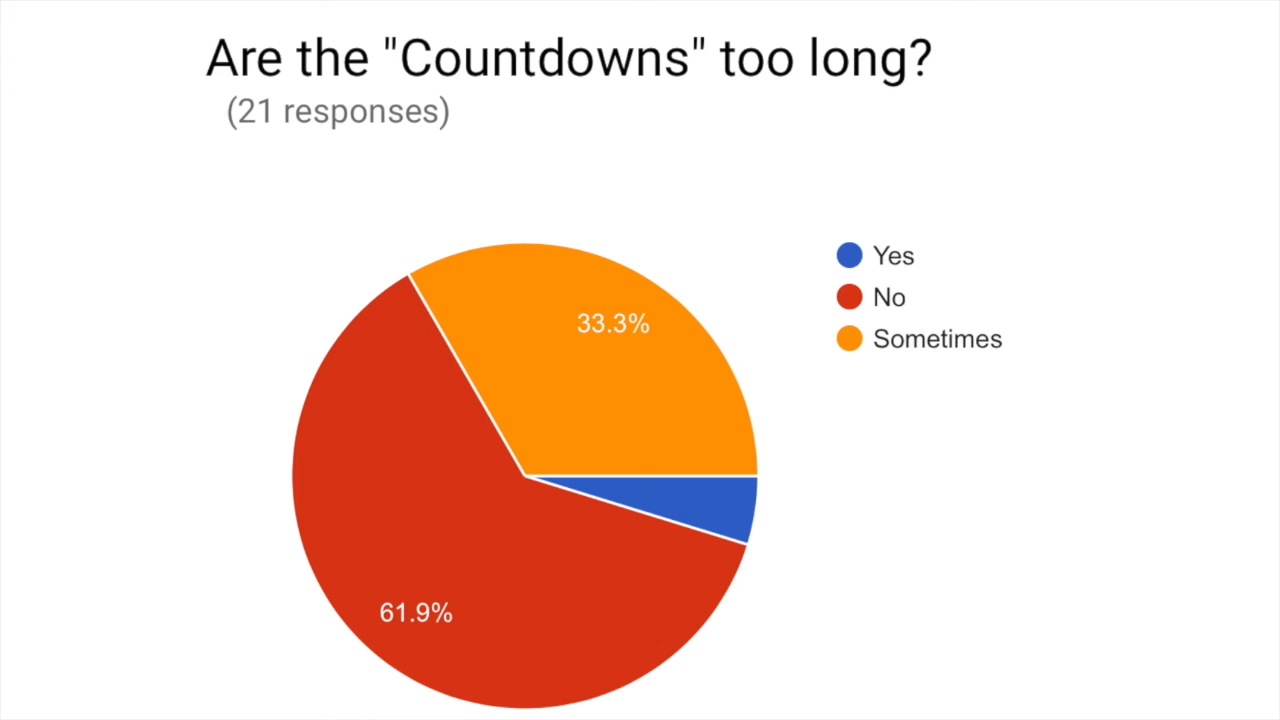 Are the "Countdowns" too long?
(21 responses)
Yes
No
Sometimes
33.3%
61.9%